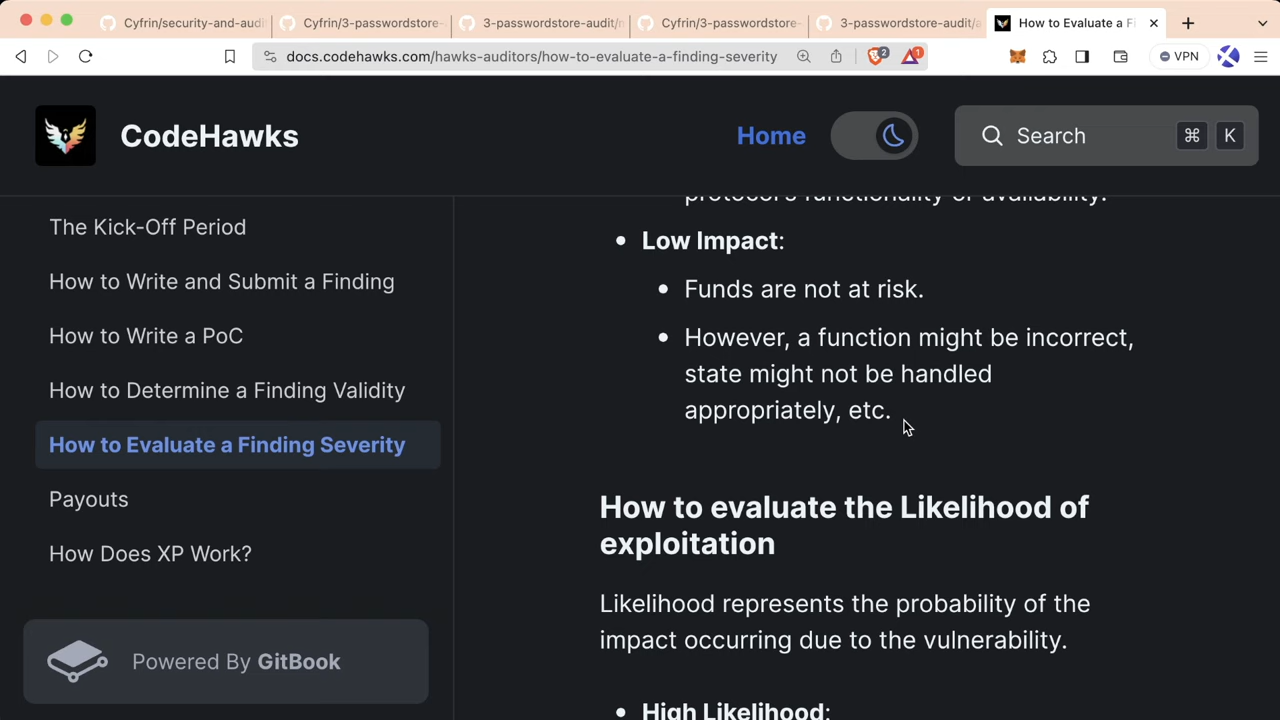 Cyfrin/security-and-audi
Cyfrin/3-passwordstore-
3-passwordstore-audit/n
Cyfrin/3-passwordstore-
3-passwordstore-audit/a
How to Evaluate a Fi
docs.codehawks.com/hawks-auditors/how-to-evaluate-a-finding-severity
2
1
VPN
CodeHawks
Home
Search
⌘ K
The Kick-Off Period
How to Write and Submit a Finding
How to Write a PoC
How to Determine a Finding Validity
How to Evaluate a Finding Severity
Payouts
How Does XP Work?
Powered By GitBook
protocol's functionality or availability.
• Low Impact:
• Funds are not at risk.
• However, a function might be incorrect,
state might not be handled
appropriately, etc.
How to evaluate the Likelihood of
exploitation
Likelihood represents the probability of the
impact occurring due to the vulnerability.
• High Likelihood: